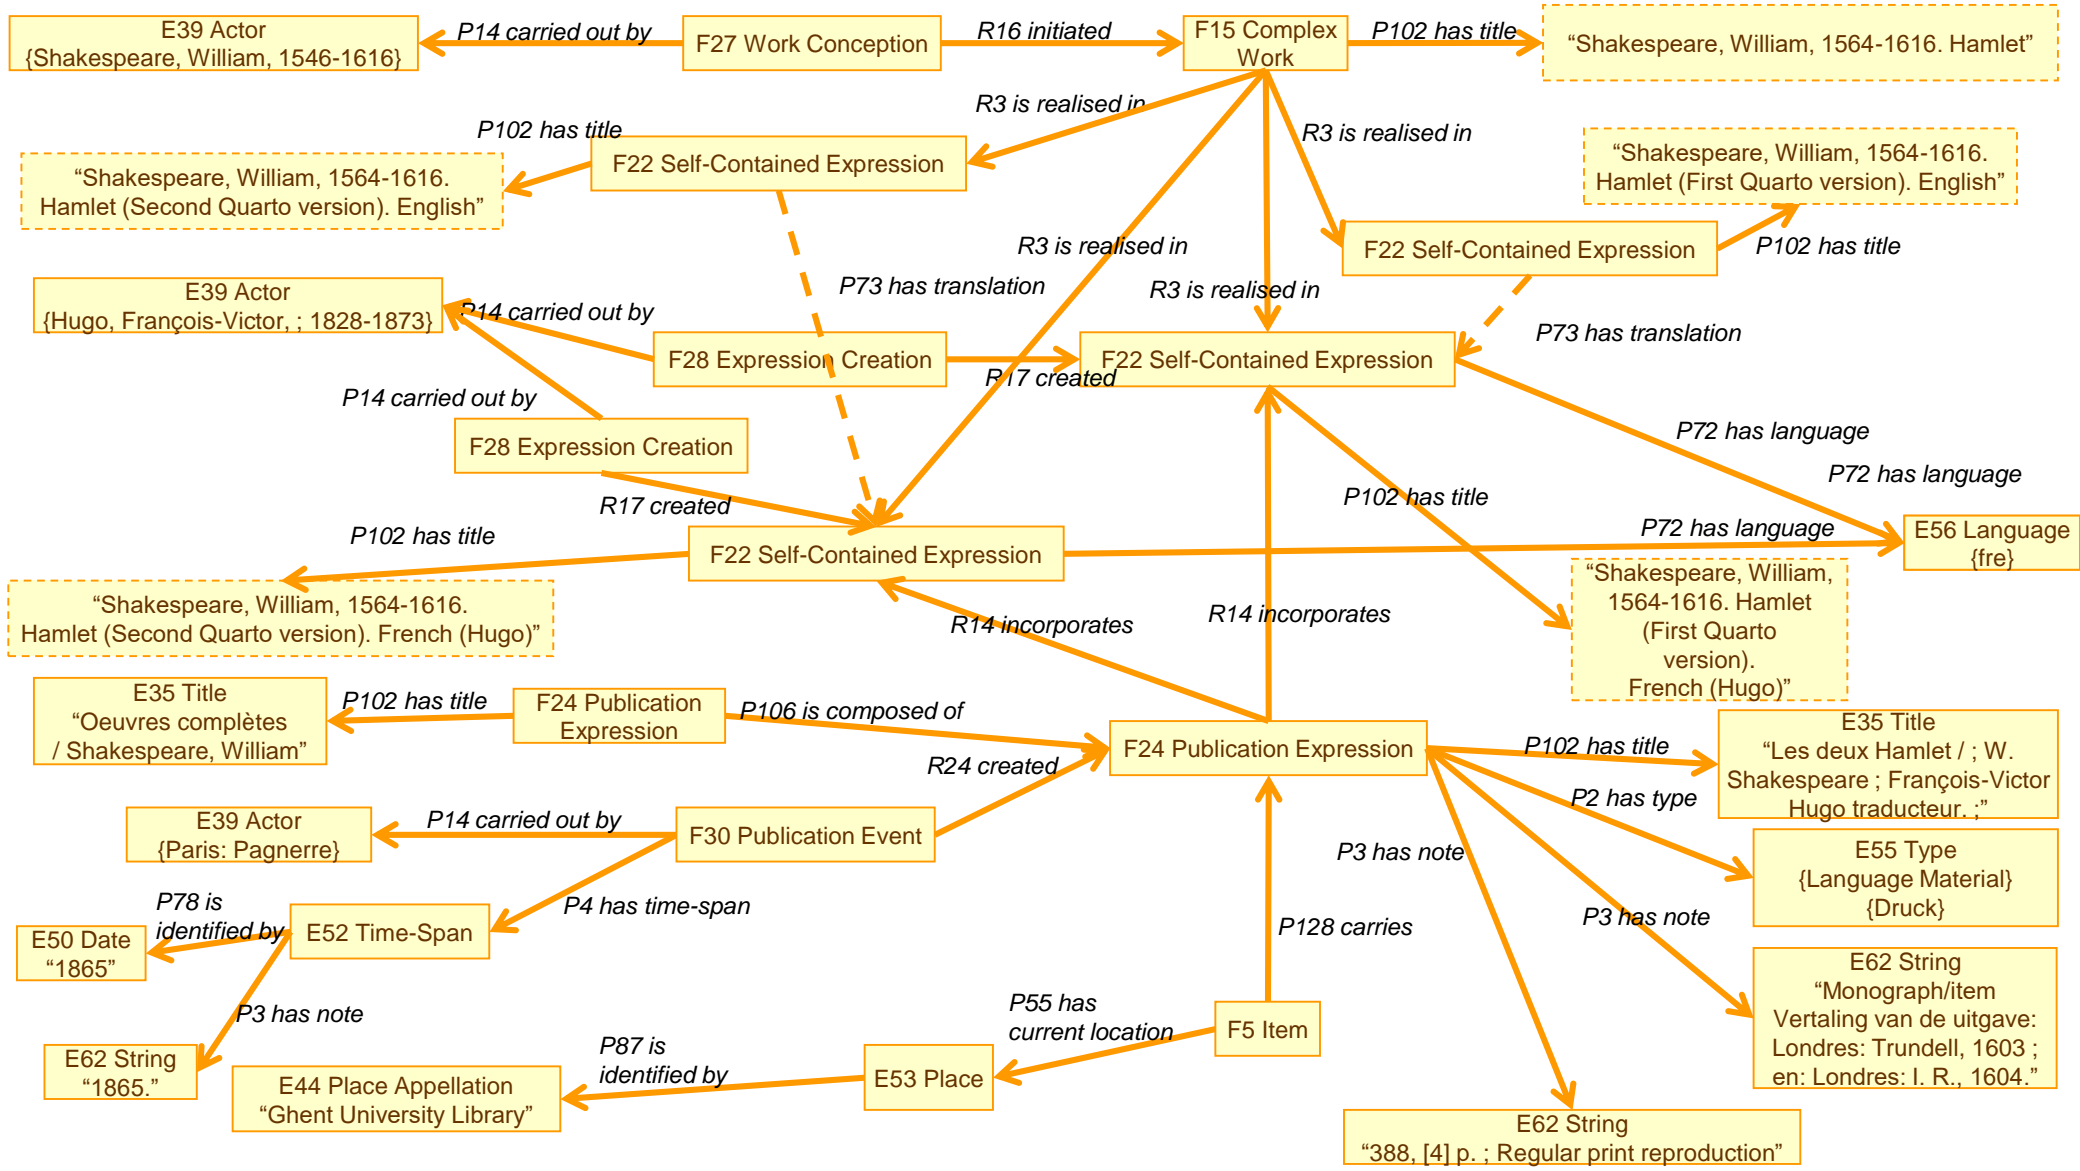 E39 Actor
{Shakespeare, William, 1546-1616}
P14 carried out by
F27 Work Conception
R16 initiated
F15 Complex
Work
P102 has title
“Shakespeare, William, 1564-1616. Hamlet”
R3 is realised in
P102 has title
F22 Self-Contained Expression
“Shakespeare, William, 1564-1616.
Hamlet (Second Quarto version). English”
R3 is realised in
“Shakespeare, William, 1564-1616.
Hamlet (First Quarto version). English”
F22 Self-Contained Expression
P102 has title
R3 is realised in
P73 has translation
R3 is realised in
P73 has translation
E39 Actor
{Hugo, François-Victor, ; 1828-1873}
P14 carried out by
F28 Expression Creation
R17 created
F22 Self-Contained Expression
P14 carried out by
F28 Expression Creation
R17 created
P72 has language
P72 has language
P102 has title
P72 has language
E56 Language
{fre}
P102 has title
F22 Self-Contained Expression
“Shakespeare, William, 1564-1616.
Hamlet (Second Quarto version). French (Hugo)”
R14 incorporates
R14 incorporates
“Shakespeare, William,
1564-1616. Hamlet
(First Quarto
version).
French (Hugo)”
E35 Title
“Oeuvres complètes
/ Shakespeare, William”
P102 has title
F24 Publication
Expression
P106 is composed of
F24 Publication Expression
R24 created
P102 has title
E35 Title
“Les deux Hamlet / ; W.
Shakespeare ; François-Victor
Hugo traducteur. ;”
P2 has type
E39 Actor
{Paris: Pagnerre}
P14 carried out by
F30 Publication Event
P3 has note
E55 Type
{Language Material}
{Druck}
P4 has time-span
P78 is
identified by
E52 Time-Span
E50 Date
“1865”
P128 carries
P3 has note
E62 String
“Monograph/item
Vertaling van de uitgave:
Londres: Trundell, 1603 ;
en: Londres: I. R., 1604.”
P3 has note
E62 String
“1865.”
P55 has
current location
F5 Item
P87 is
identified by
E53 Place
E44 Place Appellation
“Ghent University Library”
E62 String
“388, [4] p. ; Regular print reproduction”